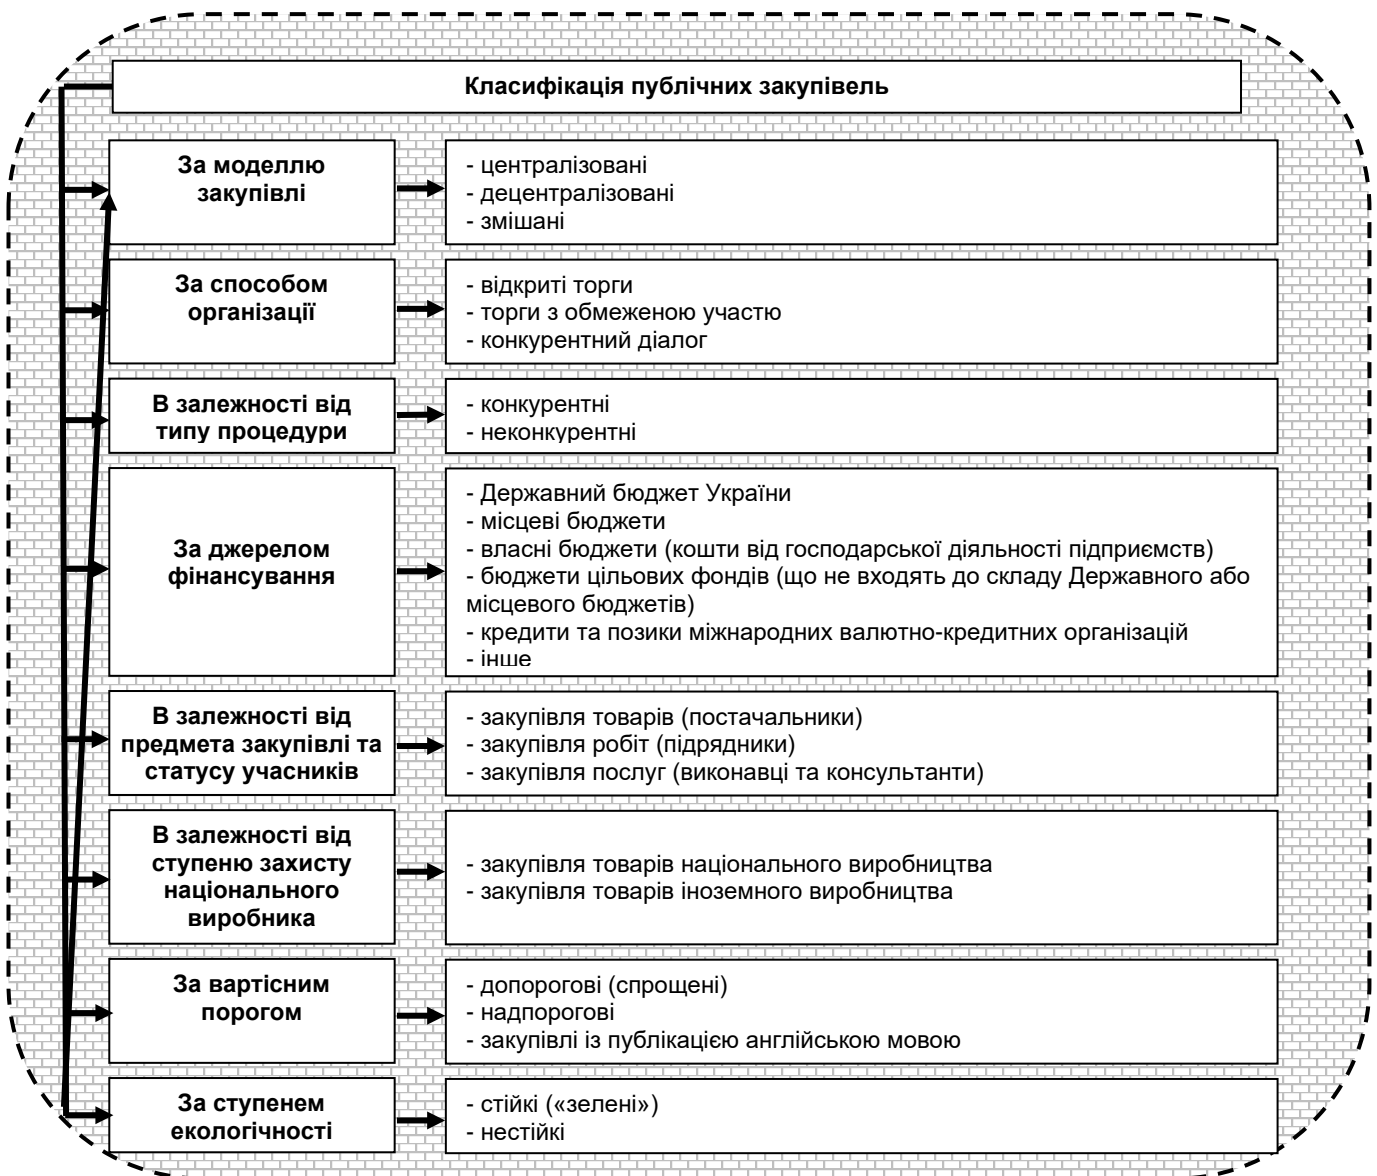 Класифікація публічних закупівель
За моделлю
закупівлі
- централізовані
- децентралізовані
- змішані
За способом
організації
- відкриті торги
- торги з обмеженою участю
- конкурентний діалог
В залежності від
типу процедури
- конкурентні
- неконкурентні
За джерелом
фінансування
- Державний бюджет України
- місцеві бюджети
- власні бюджети (кошти від господарської діяльності підприємств)
- бюджети цільових фондів (що не входять до складу Державного або
місцевого бюджетів)
- кредити та позики міжнародних валютно-кредитних організацій
- інше
В залежності від
предмета закупівлі та
статусу учасників
- закупівля товарів (постачальники)
- закупівля робіт (підрядники)
- закупівля послуг (виконавці та консультанти)
В залежності від
ступеню захисту
національного
виробника
- закупівля товарів національного виробництва
- закупівля товарів іноземного виробництва
За вартісним
порогом
- допорогові (спрощені)
- надпорогові
- закупівлі із публікацією англійською мовою
За ступенем
екологічності
- стійкі («зелені»)
- нестійкі